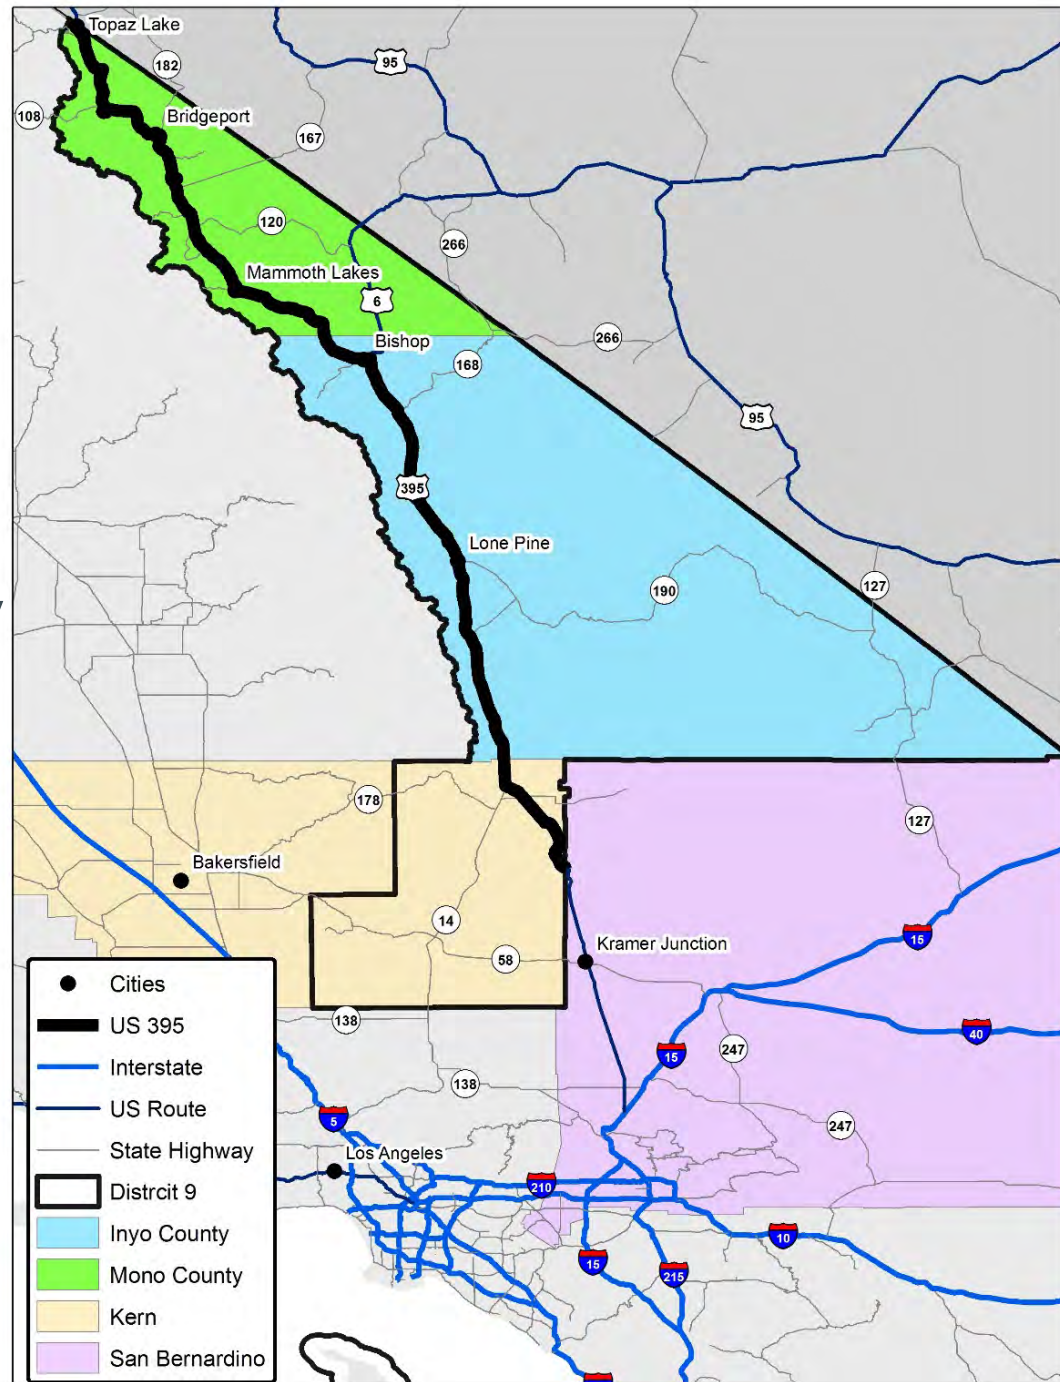 Topaz Lake
95
182
108
Bridgeport
167
120
266
Mammoth Lakes
6
266
Bishop
168
95
395
Lone Pine
127
190
178
127
Bakersfield
14
15
Kramer Junction
58
138
40
247
15
138
5
247
Los Angeles
210
10
15
215
Cities
US 395
Interstate
US Route
State Highway
Distrcit 9
Inyo County
Mono County
Kern
San Bernardino